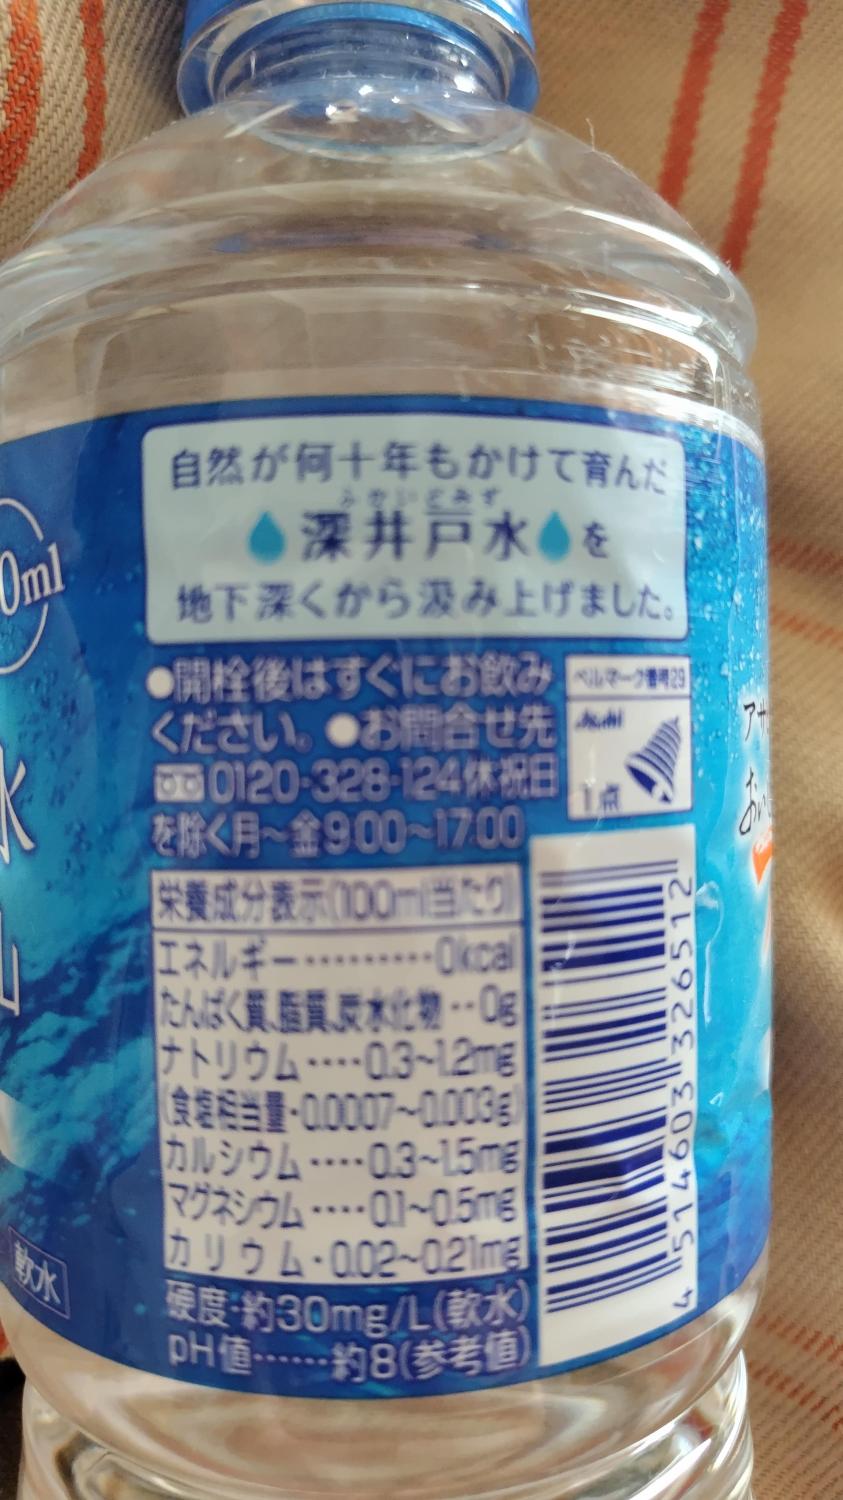 自然が何十年もかけて育んだ
ふかいどみず
深井戸水を
地下深くから汲み上げました。
●開栓後はすぐにお飲み
ください。●お問合せ先
0120-328-124休祝日
を除く月～金9:00～17:00
ベルマーク番号29
Asahi
1点
栄養成分表示(100ml当たり)
エネルギー………0kcal
たんぱく質、脂質、炭水化物‥0g
ナトリウム‥‥0.3~1.2mg
(食塩相当量・0.0007~0.003g)
カルシウム‥‥0.3~1.5mg
マグネシウム‥‥0.1~0.5mg
カリウム・0.02~0.21mg
硬度・約30mg/L(軟水)
pH値……約8(参考値)
4 514603 326512
0ml
水
軟水
アサ
おい